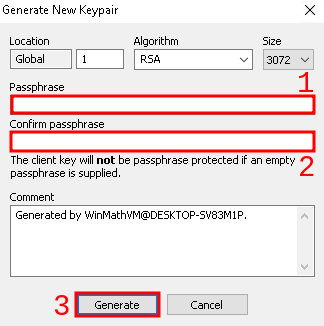 Generate New Keypair
Location Algorithm Size
Global 1 RSA 3072
Passphrase 1
Confirm passphrase
2
The client key will not be passphrase protected if an empty
passphrase is supplied.
Comment
Generated by WinMathVM@DESKTOP-SV83M1P.
3 Generate Cancel